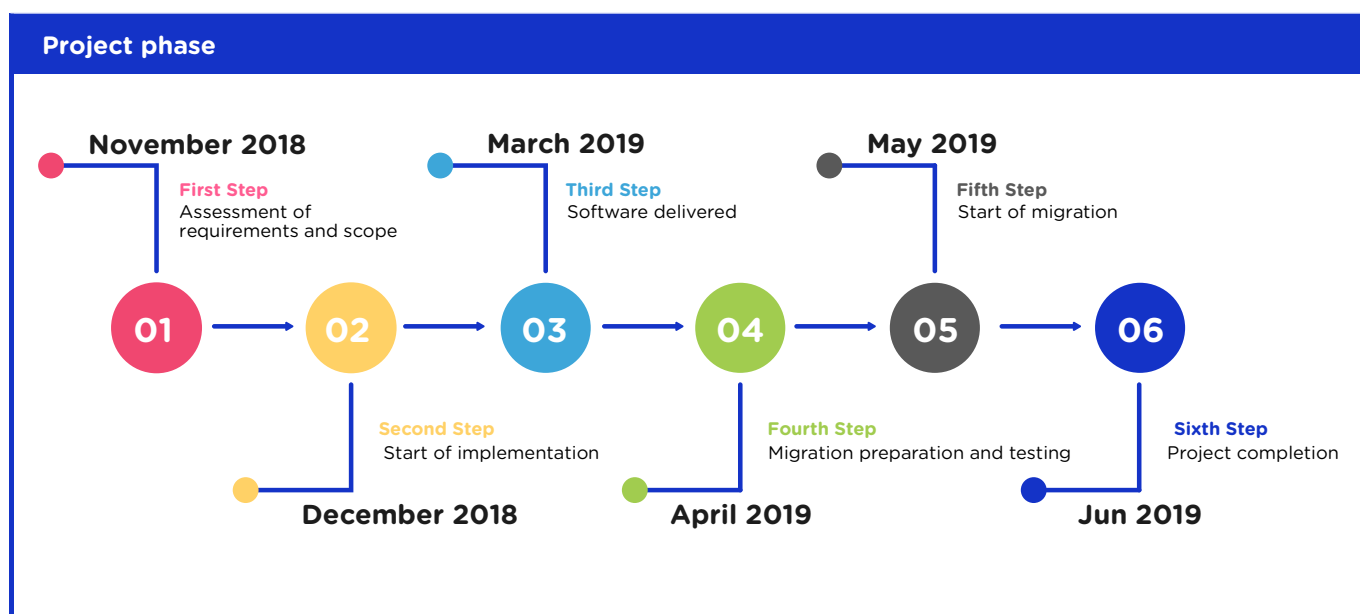 Project phase
November 2018
First Step
Assessment of
requirements and scope
March 2019
Third Step
Software delivered
May 2019
Fifth Step
Start of migration
01
02
03
04
05
06
Second Step
Start of implementation
December 2018
Fourth Step
Migration preparation and testing
April 2019
Sixth Step
Project completion
Jun 2019